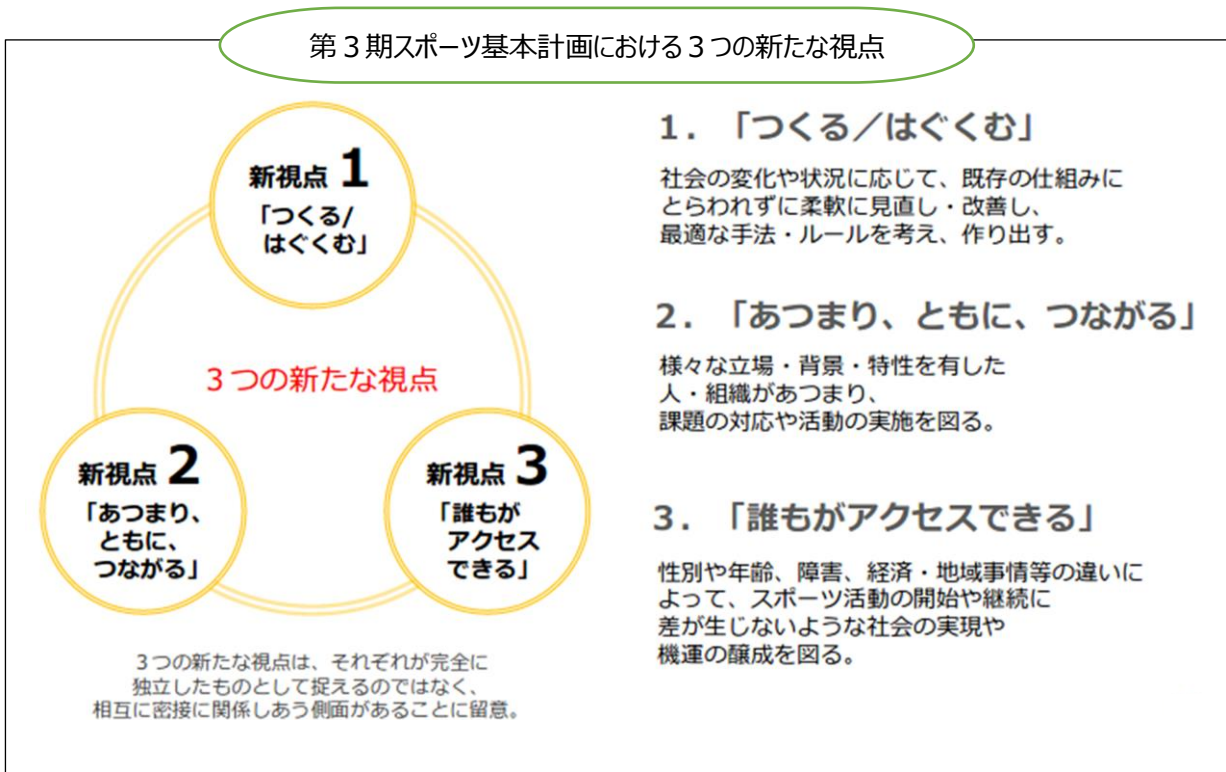 第3期スポーツ基本計画における3つの新たな視点
新視点 1
「つくる/
はぐくむ」
3つの新たな視点
新視点 2
「あつまり、
ともに、
つながる」
新視点 3
「誰もが
アクセス
できる」
3つの新たな視点は、それぞれが完全に
独立したものとして捉えるのではなく、
相互に密接に関係しあう側面があることに留意。
1.「つくる/はぐくむ」
社会の変化や状況に応じて、既存の仕組みに
とらわれずに柔軟に見直し・改善し、
最適な手法・ルールを考え、作り出す。
2.「あつまり、ともに、つながる」
様々な立場・背景・特性を有した
人・組織があつまり、
課題の対応や活動の実施を図る。
3.「誰もがアクセスできる」
性別や年齢、障害、経済・地域事情等の違いに
よって、スポーツ活動の開始や継続に
差が生じないような社会の実現や
機運の醸成を図る。